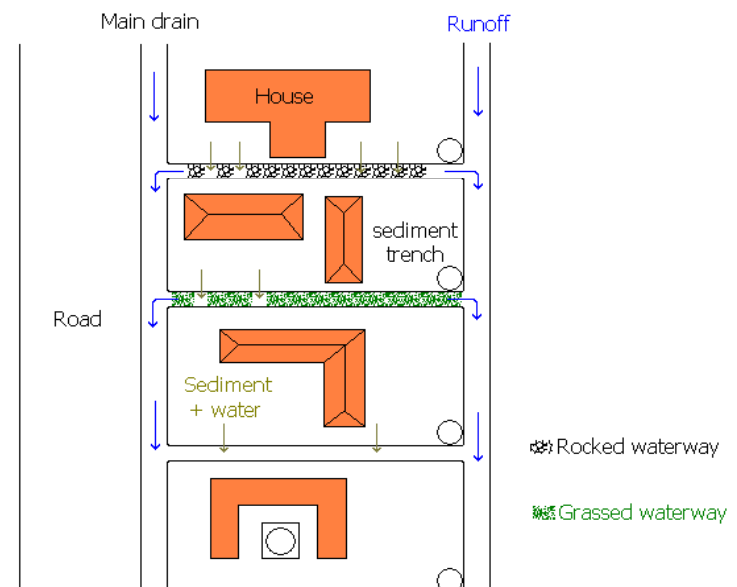 Main drain
Runoff
House
sediment
trench
Road
Sediment
+ water
Rocked waterway
Grassed waterway